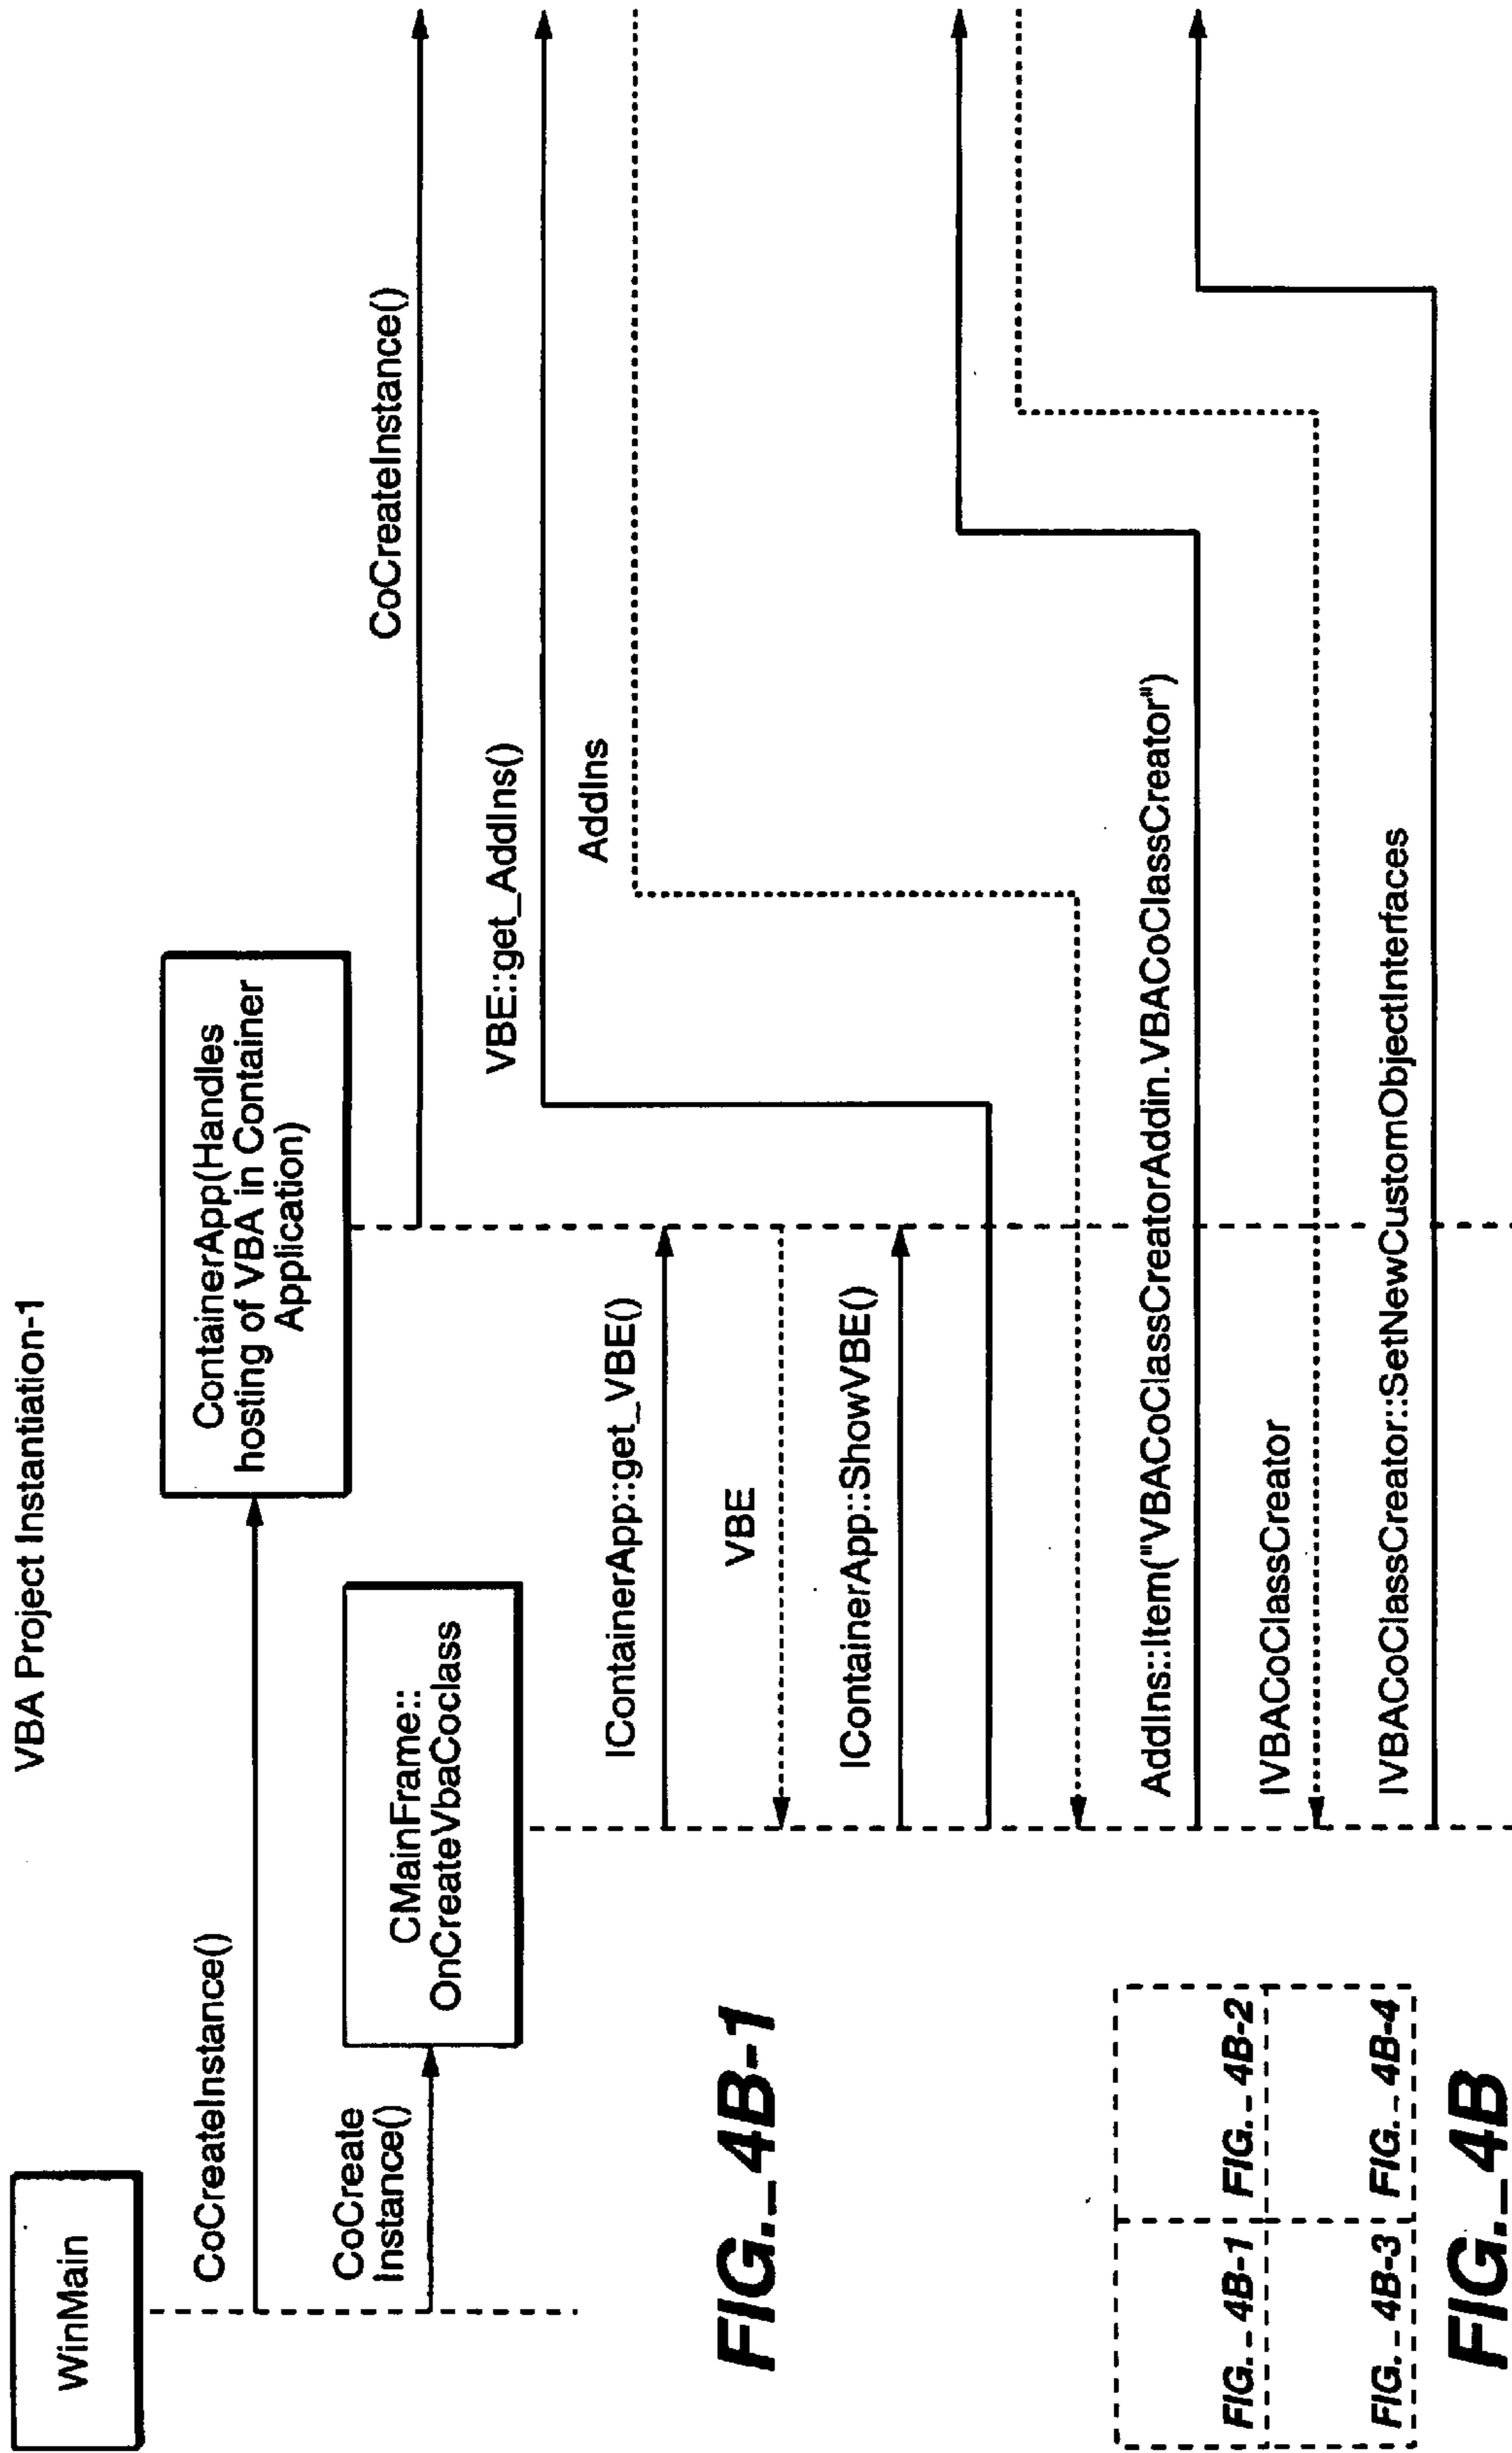 VBA Project Instantiation-1
WinMain
CoCreateInstance()
ContainerApp(Handles
hosting of VBA in Container
Application)
CoCreate
Instance()
CMainFrame::
OnCreateVbaCoclass
CoCreateInstance()
VBE::get_AddIns()
AddIns
IContainerApp::get_VBE()
VBE
IContainerApp::ShowVBE()
AddIns::Item("VBACoClassCreatorAddin.VBACoClassCreator")
IVBACoClassCreator
IVBACoClassCreator::SetNewCustomObjectInterfaces
FIG._4B-1
FIG._4B-1 FIG._4B-2
FIG._4B-3 FIG._4B-4
FIG._4B